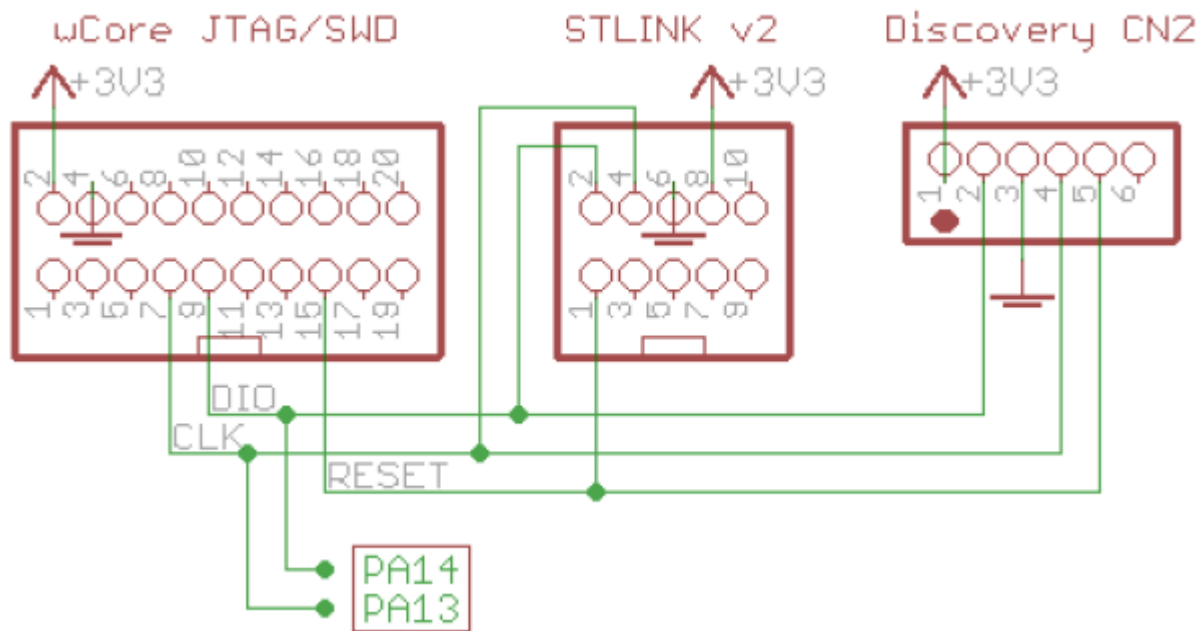 wCore JTAG/SWD
STLINK v2
Discovery CN2
+3V3
+3V3
+3V3
2 4 6 8 10 12 14 16 18 20
1 3 5 7 9 11 13 15 17 19
2 4 6 8 10
1 3 5 7 9
1 2 3 4 5 6
DIO
CLK
RESET
PA14
PA13